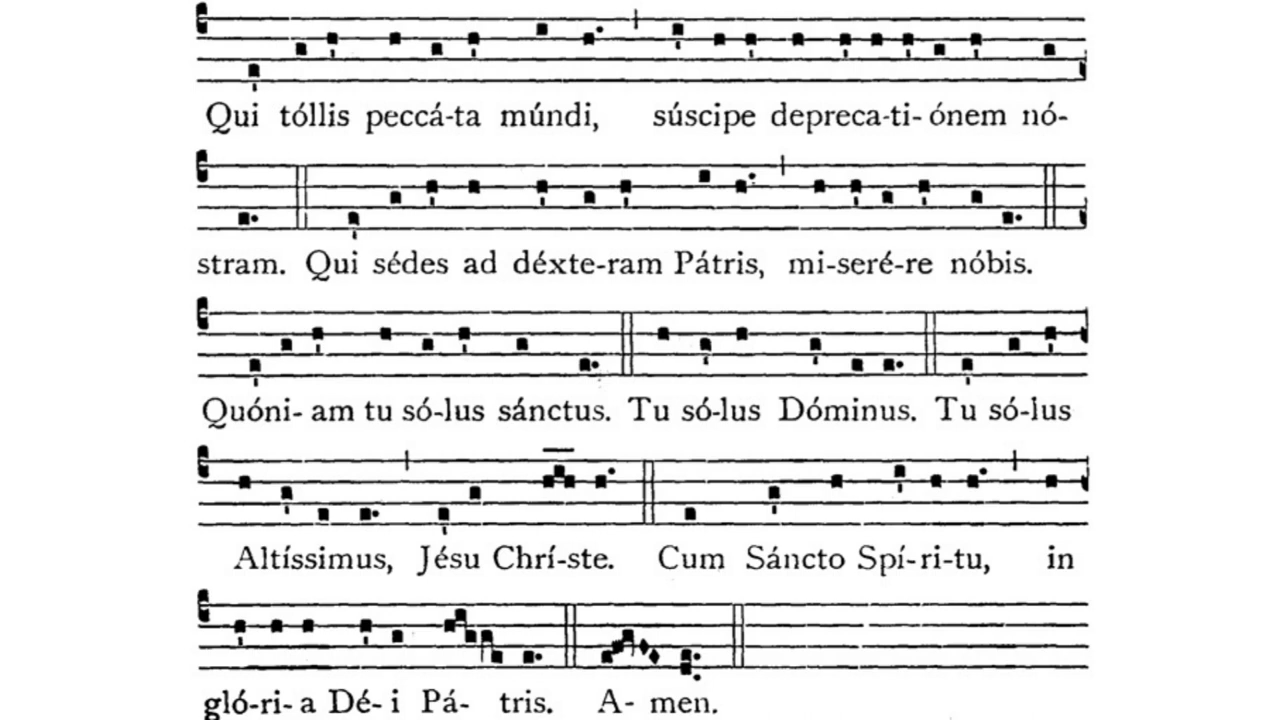 Qui tóllis peccá-ta múndi, súscipe depreca-ti-ónem nó-
stram. Qui sédes ad déxte-ram Pátris, mi-seré-re nóbis.
Quóni-am tu só-lus sánctus. Tu só-lus Dóminus. Tu só-lus
Altíssimus, Jésu Chrí-ste. Cum Sáncto Spí-ri-tu, in
gló-ri-a Dé-i Pá-tris. A-men.